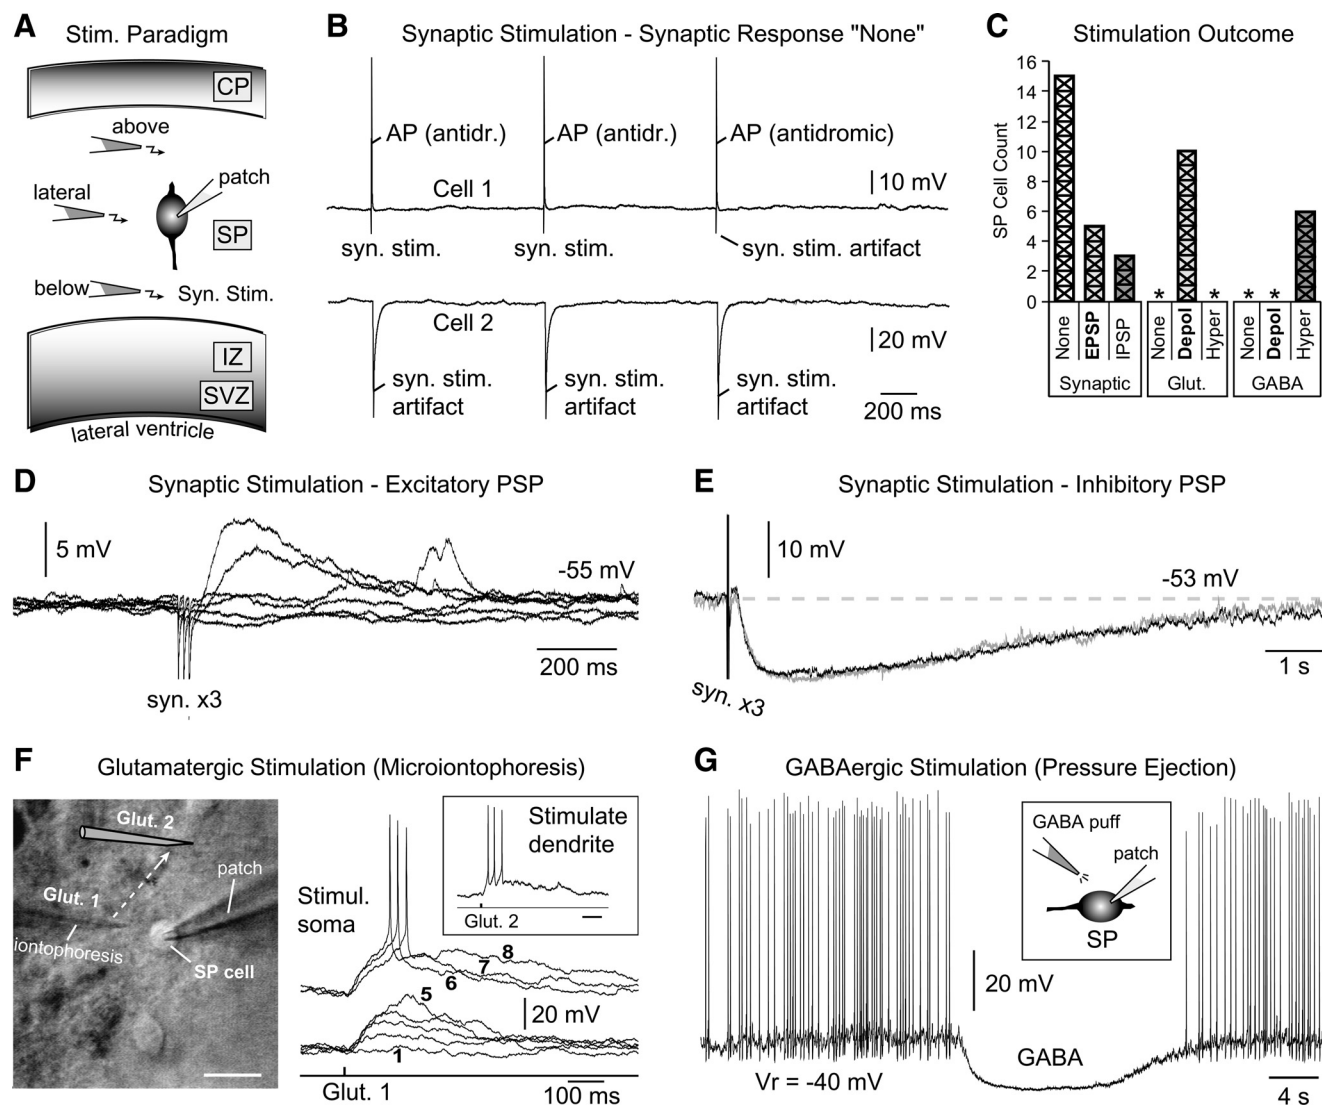 A
Stim. Paradigm
CP
above
lateral
patch
SP
below
Syn. Stim.
IZ
SVZ
lateral ventricle
B
Synaptic Stimulation - Synaptic Response "None"
AP (antidr.)
AP (antidr.)
AP (antidromic)
Cell 1
10 mV
syn. stim.
syn. stim.
syn. stim. artifact
Cell 2
20 mV
syn. stim.
artifact
syn. stim.
artifact
syn. stim.
artifact
200 ms
C
Stimulation Outcome
SP Cell Count
16
14
12
10
8
6
4
2
0
* * * *
None
EPSP
IPSP
None
Depol
Hyper
None
Depol
Hyper
Synaptic
Glut.
GABA
D
Synaptic Stimulation - Excitatory PSP
5 mV
-55 mV
200 ms
syn. x3
E
Synaptic Stimulation - Inhibitory PSP
10 mV
-53 mV
1 s
syn. x3
F
Glutamatergic Stimulation (Microiontophoresis)
Glut. 2
patch
Glut. 1
iontophoresis
SP cell
Stimul.
soma
Stimulate
dendrite
Glut. 2
8
7
6
5
20 mV
1
Glut. 1
100 ms
G
GABAergic Stimulation (Pressure Ejection)
GABA puff
patch
SP
20 mV
GABA
Vr = -40 mV
4 s